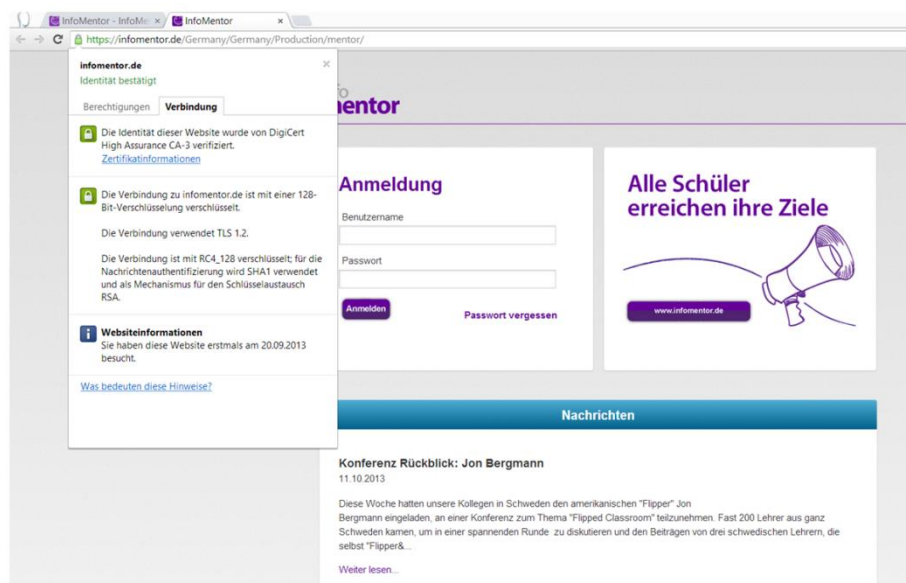 InfoMentor - InfoMe
InfoMentor
https://infomentor.de/Germany/Germany/Production/mentor/
infomentor.de
Identität bestätigt
Berechtigungen
Verbindung
Die Identität dieser Website wurde von DigiCert
High Assurance CA-3 verifiziert.
Zertifikatinformationen
Die Verbindung zu infomentor.de ist mit einer 128-
Bit-Verschlüsselung verschlüsselt.
Die Verbindung verwendet TLS 1.2.
Die Verbindung ist mit RC4_128 verschlüsselt; für die
Nachrichtenauthentifizierung wird SHA1 verwendet
und als Mechanismus für den Schlüsselaustausch
RSA.
Websiteinformationen
Sie haben diese Website erstmals am 20.09.2013
besucht.
Was bedeuten diese Hinweise?
mentor
Anmeldung
Benutzername
Passwort
Anmelden
Passwort vergessen
Alle Schüler
erreichen ihre Ziele
www.infomentor.de
Nachrichten
Konferenz Rückblick: Jon Bergmann
11.10.2013
Diese Woche hatten unsere Kollegen in Schweden den amerikanischen "Flipper" Jon
Bergmann eingeladen, an einer Konferenz zum Thema "Flipped Classroom" teilzunehmen. Fast 200 Lehrer aus ganz
Schweden kamen, um in einer spannenden Runde zu diskutieren und den Beiträgen von drei schwedischen Lehrern, die
selbst "Flipper&...
Weiter lesen...